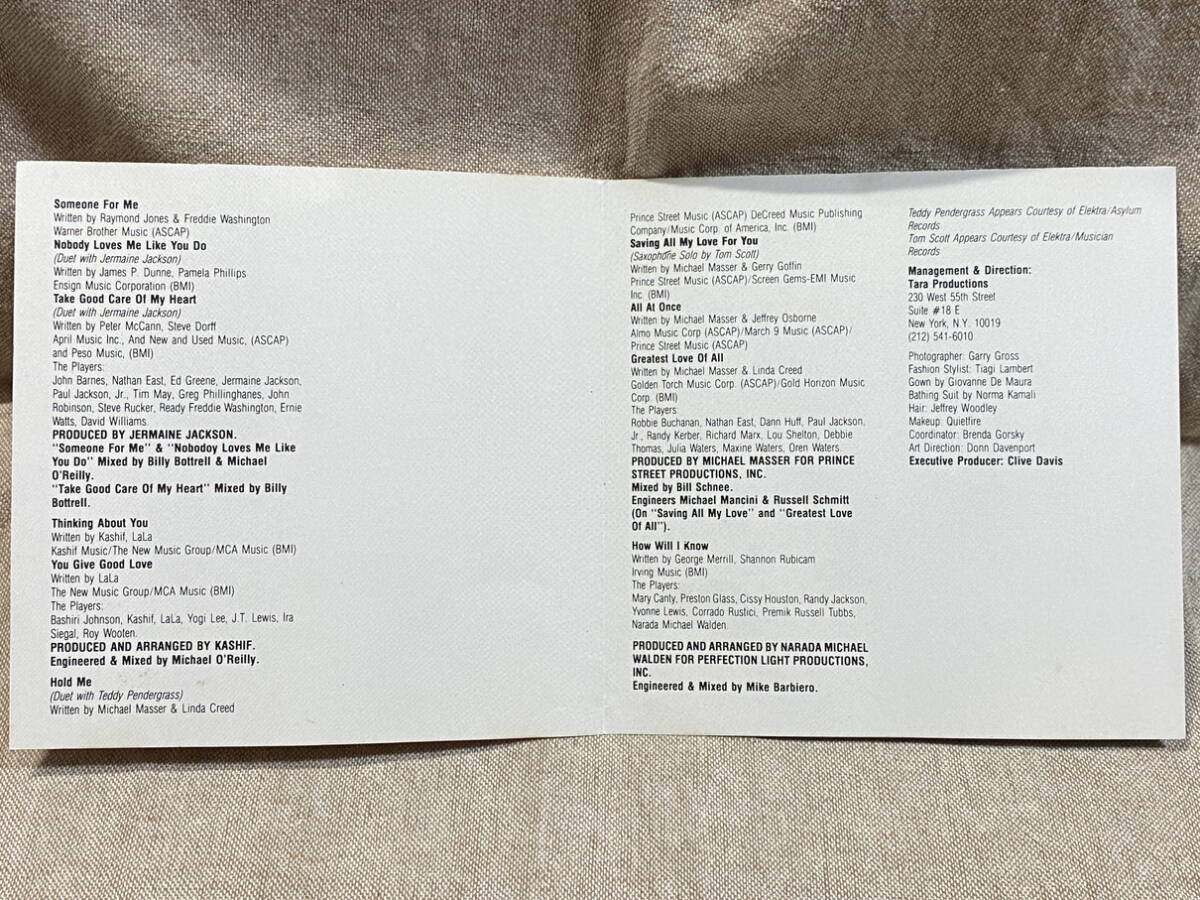 Someone For Me
Written by Raymond Jones & Freddie Washington
Warner Brother Music (ASCAP)
Nobody Loves Me Like You Do
(Duet with Jermaine Jackson)
Written by James P. Dunne, Pamela Phillips
Ensign Music Corporation (BMI)
Take Good Care Of My Heart
(Duet with Jermaine Jackson)
Written by Peter McCann, Steve Dorff
April Music Inc., And New and Used Music, (ASCAP)
and Peso Music, (BMI)
The Players:
John Barnes, Nathan East, Ed Greene, Jermaine Jackson,
Paul Jackson, Jr., Tim May, Greg Phillinghanes, John
Robinson, Steve Rucker, Ready Freddie Washington, Ernie
Watts, David Williams.
PRODUCED BY JERMAINE JACKSON.
"Someone For Me" & "Nobodoy Loves Me Like
You Do" Mixed by Billy Bottrell & Michael
O'Reilly.
"Take Good Care Of My Heart" Mixed by Billy
Bottrell.
Thinking About You
Written by Kashif, LaLa
Kashif Music/The New Music Group/MCA Music (BMI)
You Give Good Love
Written by LaLa
The New Music Group/MCA Music (BMI)
The Players:
Bashiri Johnson, Kashif, LaLa, Yogi Lee, J.T. Lewis, Ira
Siegal, Roy Wooten.
PRODUCED AND ARRANGED BY KASHIF.
Engineered & Mixed by Michael O'Reilly.
Hold Me
(Duet with Teddy Pendergrass)
Written by Michael Masser & Linda Creed
Prince Street Music (ASCAP) DeCreed Music Publishing
Company/Music Corp. of America, Inc. (BMI)
Saving All My Love For You
(Saxophone Solo by Tom Scott)
Written by Michael Masser & Gerry Goffin
Prince Street Music (ASCAP)/Screen Gems-EMI Music
Inc. (BMI)
All At Once
Written by Michael Masser & Jeffrey Osborne
Almo Music Corp (ASCAP)/March 9 Music (ASCAP)/
Prince Street Music (ASCAP)
Greatest Love Of All
Written by Michael Masser & Linda Creed
Golden Torch Music Corp. (ASCAP)/Gold Horizon Music
Corp. (BMI)
The Players:
Robbie Buchanan, Nathan East, Dann Huff, Paul Jackson,
Jr., Randy Kerber, Richard Marx, Lou Shelton, Debbie
Thomas, Julia Waters, Maxine Waters, Oren Waters.
PRODUCED BY MICHAEL MASSER FOR PRINCE
STREET PRODUCTIONS, INC.
Mixed by Bill Schnee.
Engineers Michael Mancini & Russell Schmitt
(On "Saving All My Love" and "Greatest Love
Of All").
How Will I Know
Written by George Merrill, Shannon Rubicam
Irving Music (BMI)
The Players:
Mary Canty, Preston Glass, Cissy Houston, Randy Jackson,
Yvonne Lewis, Corrado Rustici, Premik Russell Tubbs,
Narada Michael Walden.
PRODUCED AND ARRANGED BY NARADA MICHAEL
WALDEN FOR PERFECTION LIGHT PRODUCTIONS,
INC.
Engineered & Mixed by Mike Barbiero.
Teddy Pendergrass Appears Courtesy of Elektra/Asylum
Records
Tom Scott Appears Courtesy of Elektra/Musician
Records
Management & Direction:
Tara Productions
230 West 55th Street
Suite #18 E
New York, N.Y. 10019
(212) 541-6010
Photographer: Garry Gross
Fashion Stylist: Tiagi Lambert
Gown by Giovanne De Maura
Bathing Suit by Norma Kamali
Hair: Jeffrey Woodley
Makeup: Quietfire
Coordinator: Brenda Gorsky
Art Direction: Donn Davenport
Executive Producer: Clive Davis